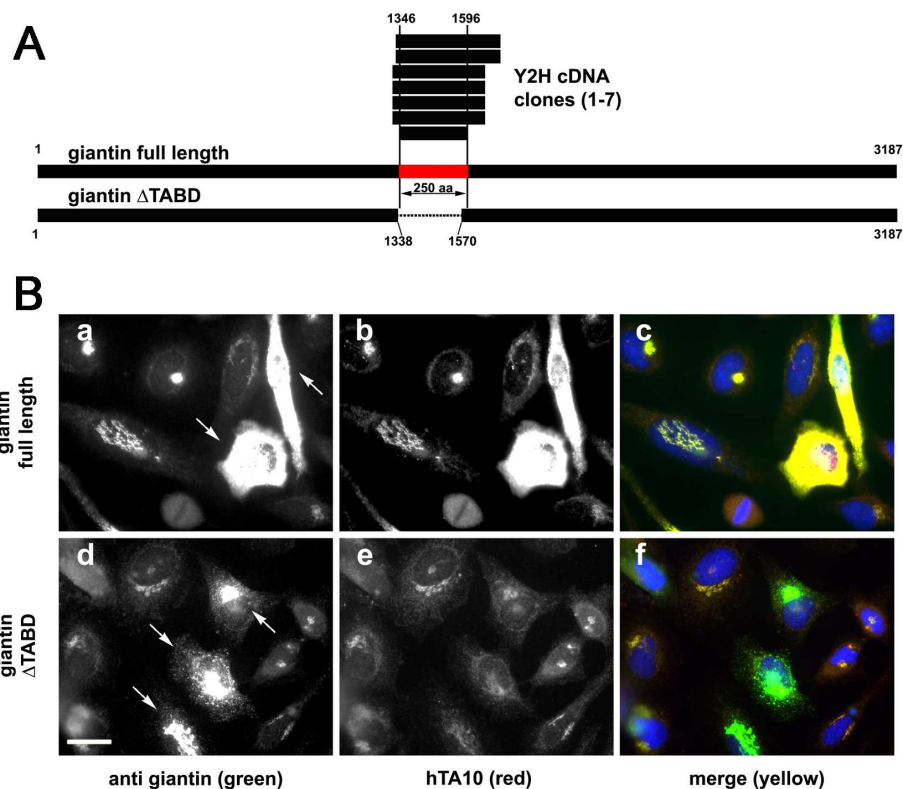 A
1346 1596
Y2H cDNA
clones (1-7)
1 giantin full length 3187
250 aa
giantin ΔTABD
1 1338 1570 3187
B
giantin
full length
a b c
giantin
ΔTABD
d e f
anti giantin (green) hTA10 (red) merge (yellow)